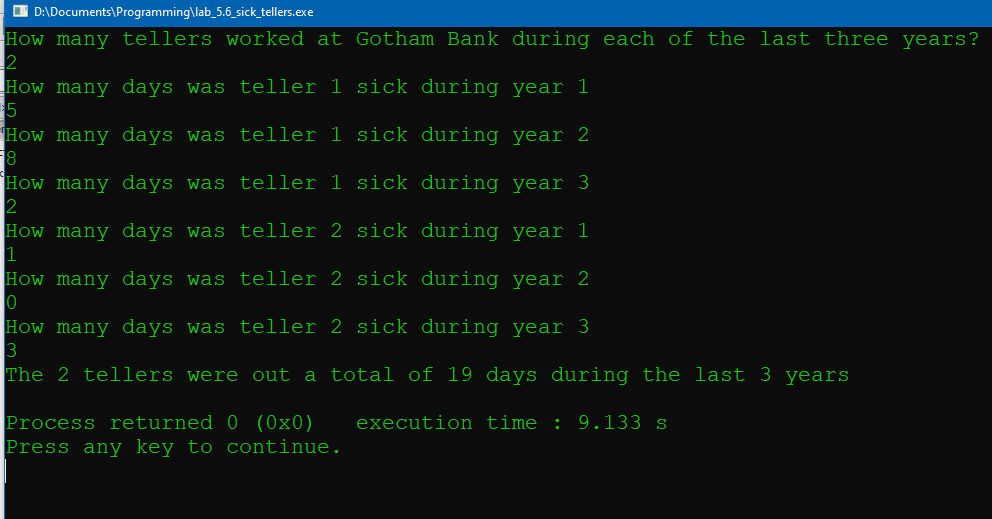 D:\Documents\Programming\lab_5.6_sick_tellers.exe
How many tellers worked at Gotham Bank during each of the last three years?
2
How many days was teller 1 sick during year 1
5
How many days was teller 1 sick during year 2
8
How many days was teller 1 sick during year 3
2
How many days was teller 2 sick during year 1
1
How many days was teller 2 sick during year 2
0
How many days was teller 2 sick during year 3
3
The 2 tellers were out a total of 19 days during the last 3 years
Process returned 0 (0x0)   execution time : 9.133 s
Press any key to continue.